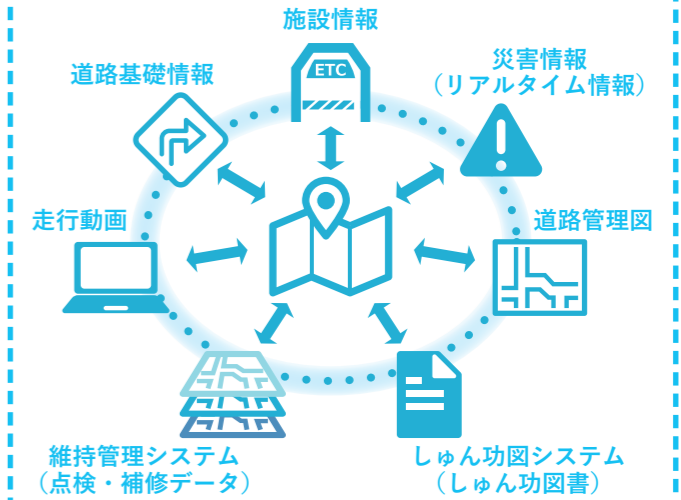 施設情報
ETC
道路基礎情報
災害情報
（リアルタイム情報）
走行動画
道路管理図
維持管理システム
（点検・補修データ）
しゅん功図システム
（しゅん功図書）